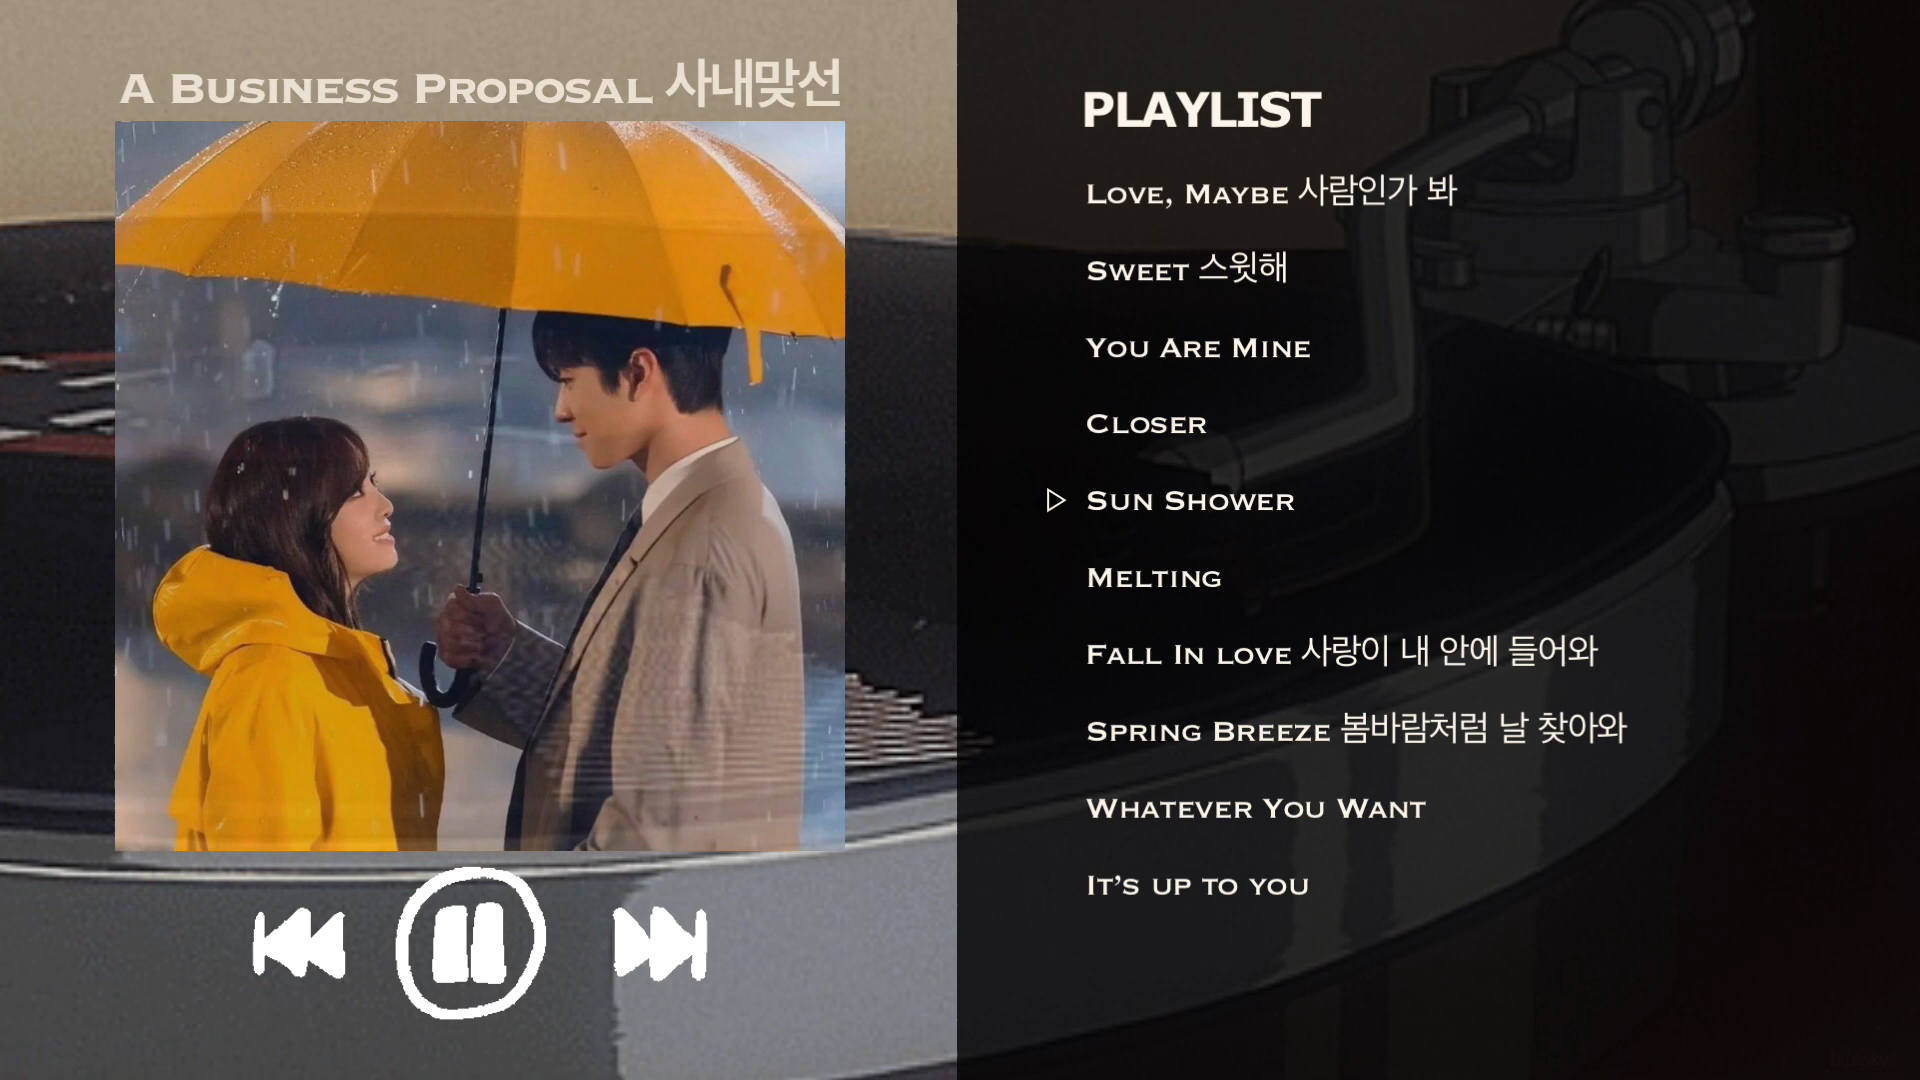 A Business Proposal 사내맞선
PLAYLIST
Love, Maybe 사람인가 봐
Sweet 스윗해
You Are Mine
Closer
Sun Shower
Melting
Fall In love 사랑이 내 안에 들어와
Spring Breeze 봄바람처럼 날 찾아와
Whatever You Want
It’s up to you